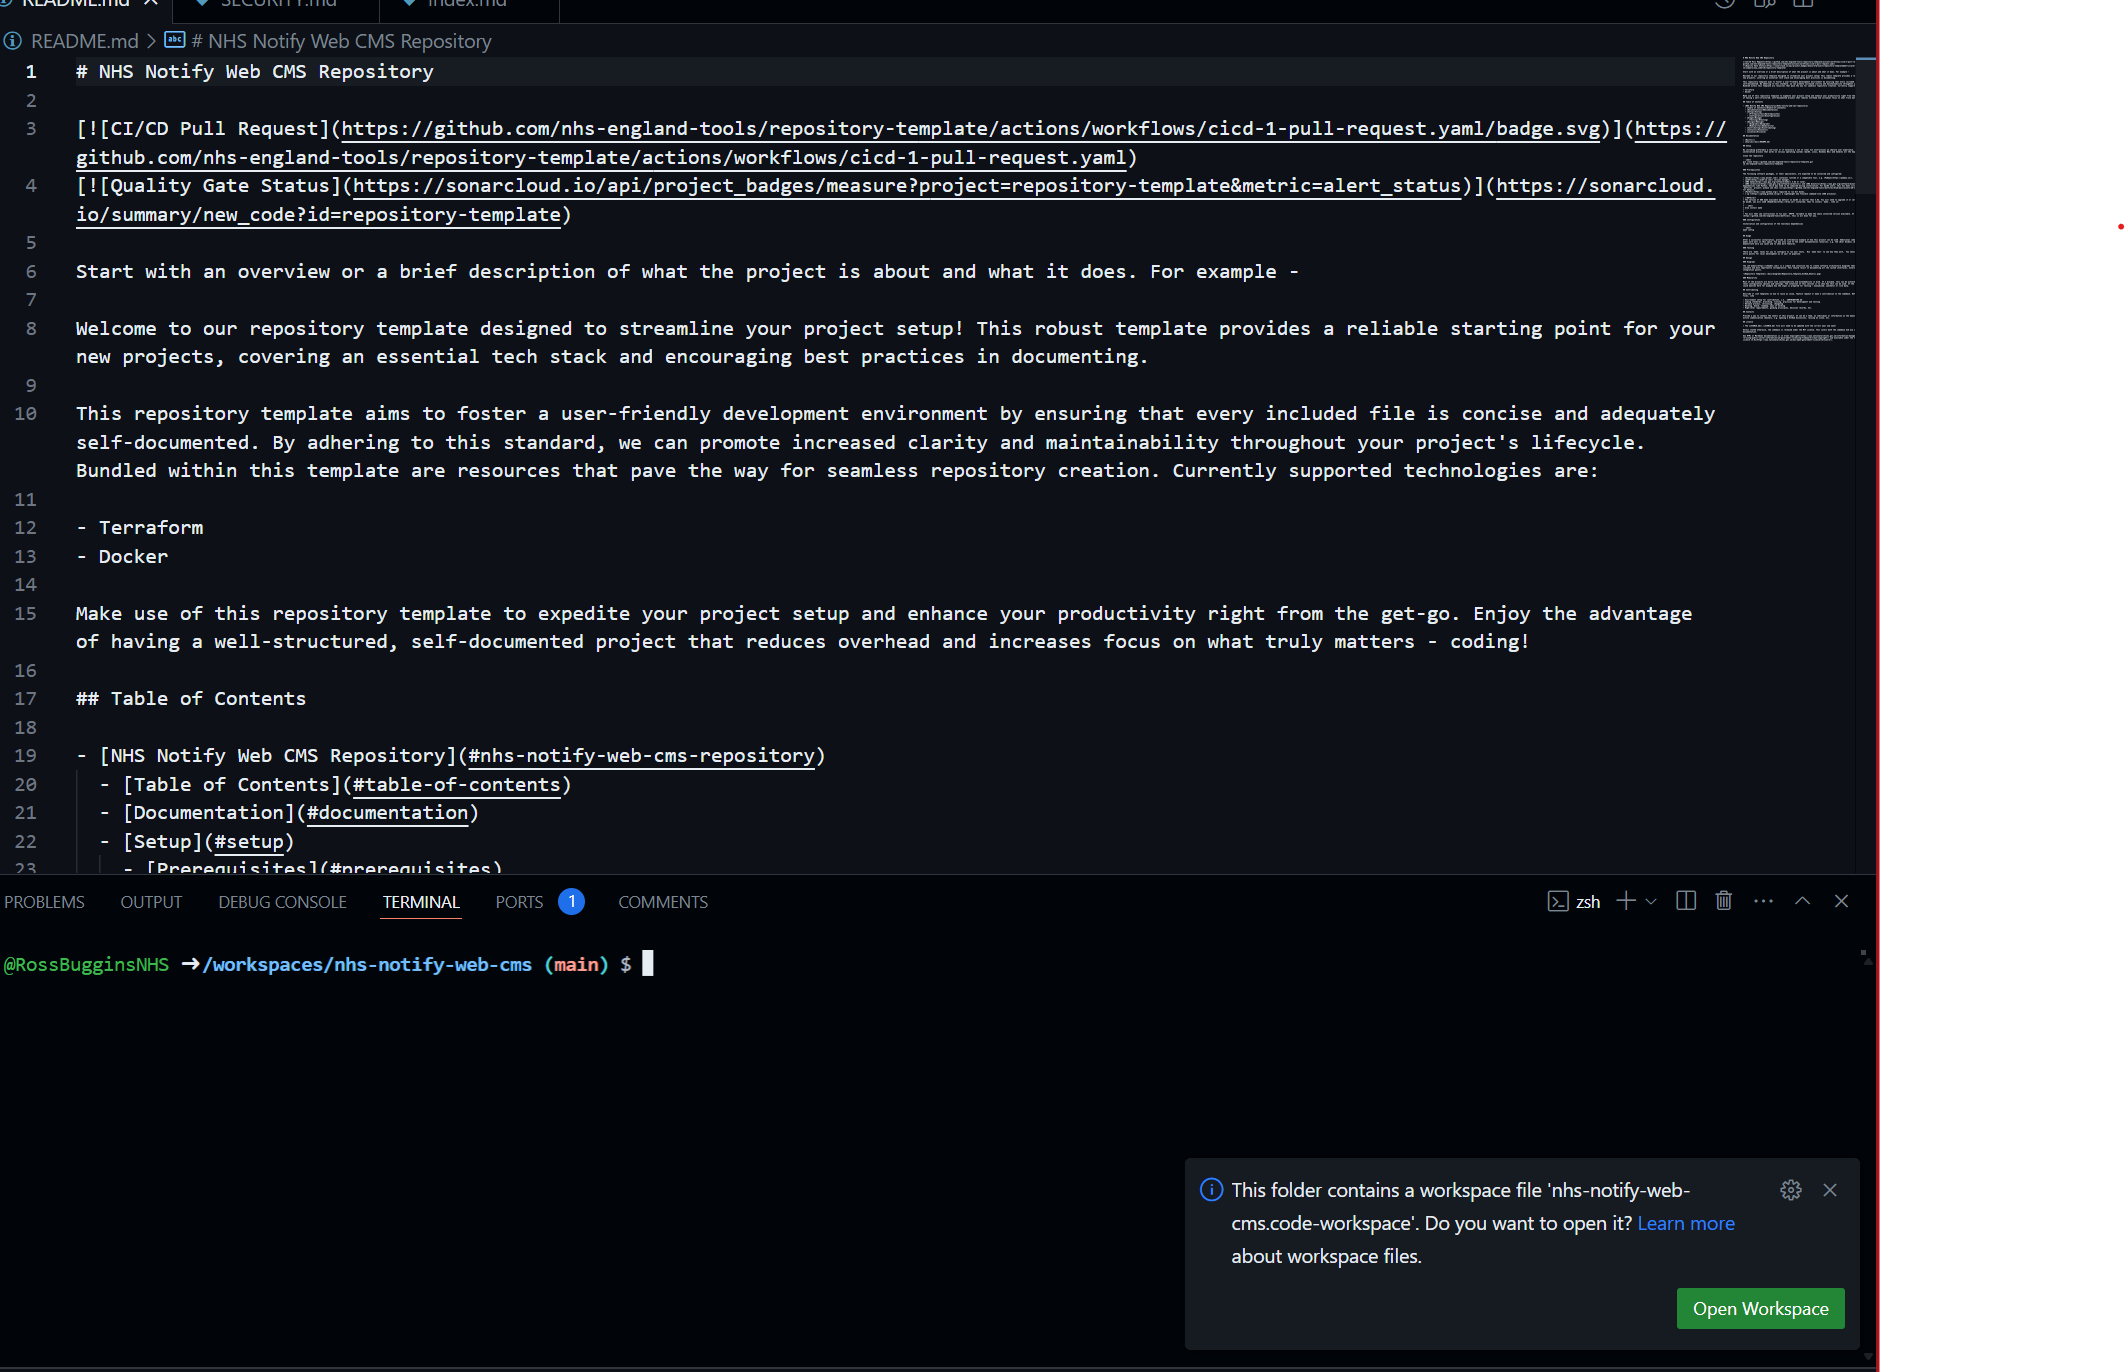 README.md
SECURITY.md
index.md
README.md > # NHS Notify Web CMS Repository
1 # NHS Notify Web CMS Repository
2
3 [![CI/CD Pull Request](https://github.com/nhs-england-tools/repository-template/actions/workflows/cicd-1-pull-request.yaml/badge.svg)](https://
github.com/nhs-england-tools/repository-template/actions/workflows/cicd-1-pull-request.yaml)
4 [![Quality Gate Status](https://sonarcloud.io/api/project_badges/measure?project=repository-template&metric=alert_status)](https://sonarcloud.
io/summary/new_code?id=repository-template)
5
6 Start with an overview or a brief description of what the project is about and what it does. For example -
7
8 Welcome to our repository template designed to streamline your project setup! This robust template provides a reliable starting point for your
new projects, covering an essential tech stack and encouraging best practices in documenting.
9
10 This repository template aims to foster a user-friendly development environment by ensuring that every included file is concise and adequately
self-documented. By adhering to this standard, we can promote increased clarity and maintainability throughout your project's lifecycle.
Bundled within this template are resources that pave the way for seamless repository creation. Currently supported technologies are:
11
12 - Terraform
13 - Docker
14
15 Make use of this repository template to expedite your project setup and enhance your productivity right from the get-go. Enjoy the advantage
of having a well-structured, self-documented project that reduces overhead and increases focus on what truly matters - coding!
16
17 ## Table of Contents
18
19 - [NHS Notify Web CMS Repository](#nhs-notify-web-cms-repository)
20 - [Table of Contents](#table-of-contents)
21 - [Documentation](#documentation)
22 - [Setup](#setup)
23 - [Prerequisites](#prerequisites)
PROBLEMS OUTPUT DEBUG CONSOLE TERMINAL PORTS 1 COMMENTS
zsh
@RossBugginsNHS ➜/workspaces/nhs-notify-web-cms (main) $
This folder contains a workspace file 'nhs-notify-web-
cms.code-workspace'. Do you want to open it? Learn more
about workspace files.
Open Workspace